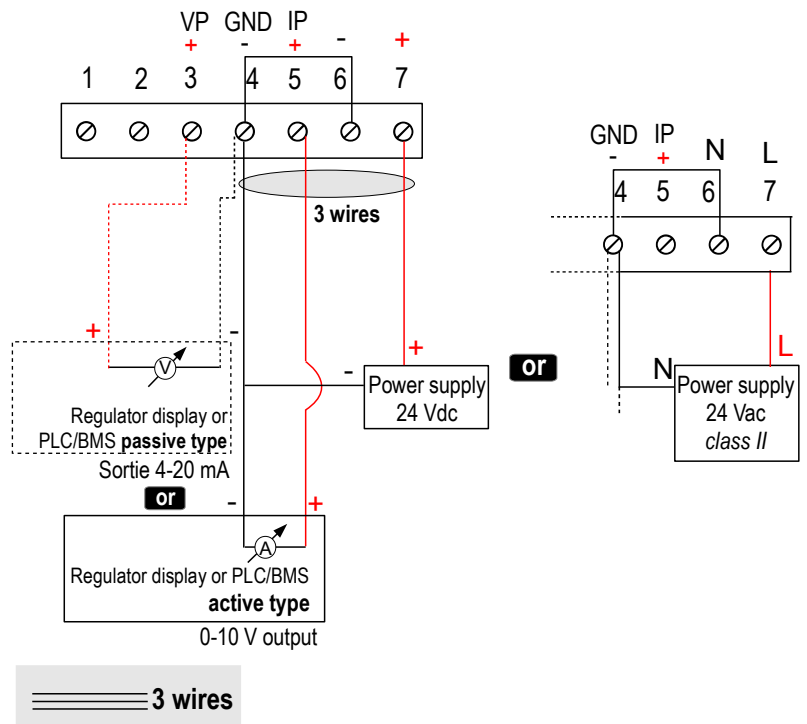 VP GND IP
+ - + - +
1 2 3 4 5 6 7
3 wires
+ -
V
Regulator display or
PLC/BMS passive type
Sortie 4-20 mA
or
- +
Power supply
24 Vdc
- +
A
Regulator display or PLC/BMS
active type
0-10 V output
3 wires
or
GND IP N L
- +
4 5 6 7
N L
Power supply
24 Vac
class II